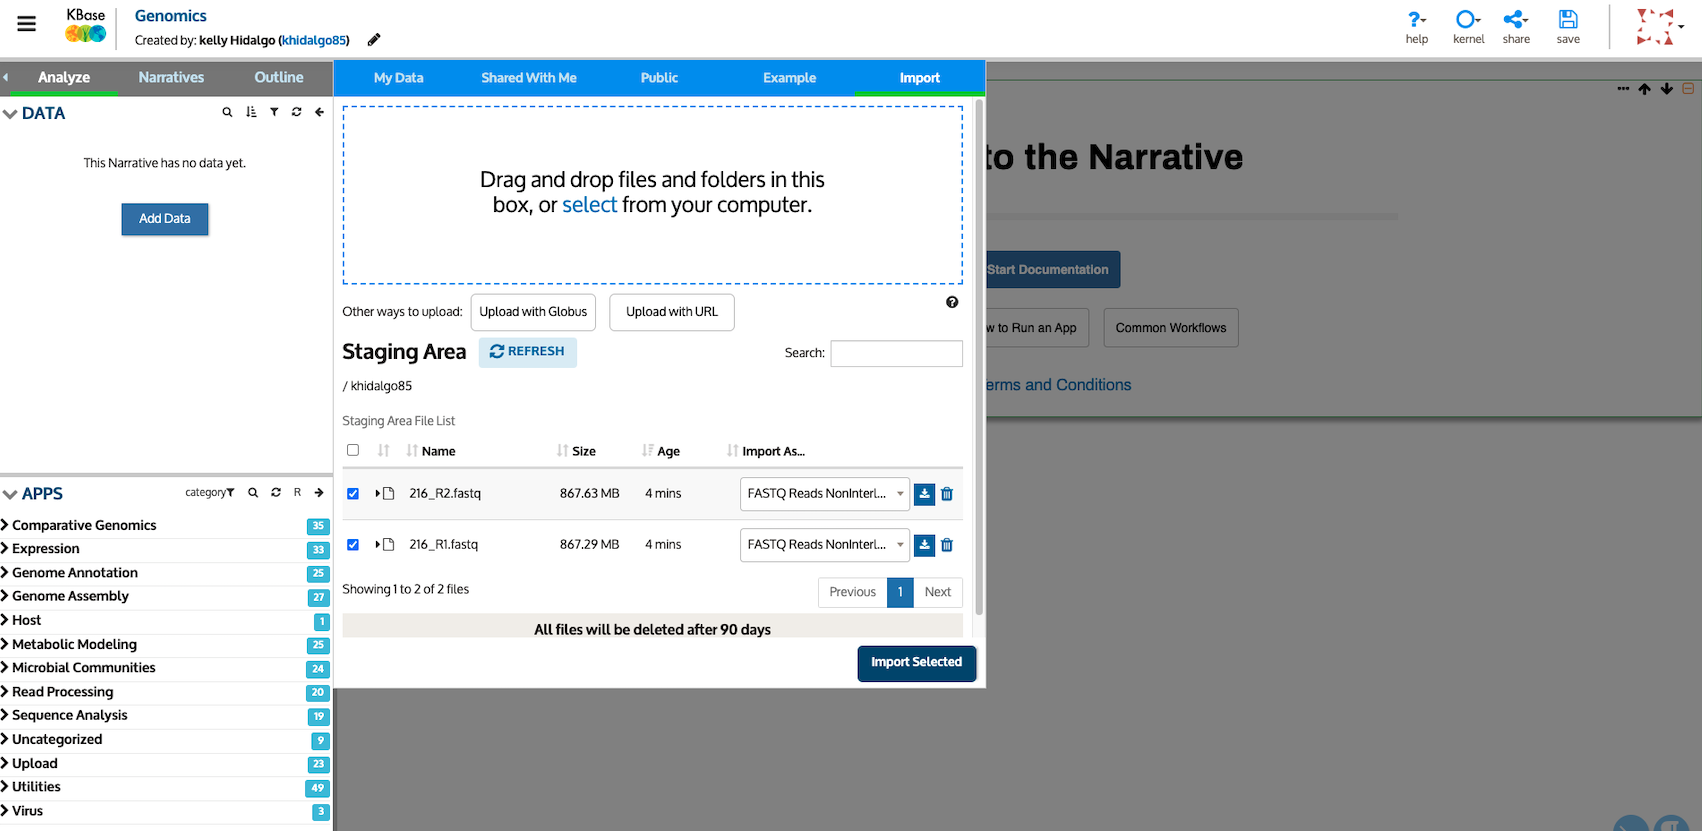 KBase
Genomics
Created by: kelly Hidalgo (khidalgo85)
help
kernel
share
save
Analyze
Narratives
Outline
My Data
Shared With Me
Public
Example
Import
DATA
This Narrative has no data yet.
Add Data
Drag and drop files and folders in this
box, or select from your computer.
to the Narrative
Start Documentation
to Run an App
Common Workflows
and Conditions
Other ways to upload:
Upload with Globus
Upload with URL
Staging Area
REFRESH
Search:
/ khidalgo85
Staging Area File List
Name
Size
Age
Import As...
216_R2.fastq
867.63 MB
4 mins
FASTQ Reads NonInterl...
216_R1.fastq
867.29 MB
4 mins
FASTQ Reads NonInterl...
Showing 1 to 2 of 2 files
Previous
1
Next
All files will be deleted after 90 days
Import Selected
APPS
category
R
Comparative Genomics 35
Expression 33
Genome Annotation 25
Genome Assembly 27
Host 1
Metabolic Modeling 25
Microbial Communities 24
Read Processing 20
Sequence Analysis 19
Uncategorized 9
Upload 23
Utilities 49
Virus 3